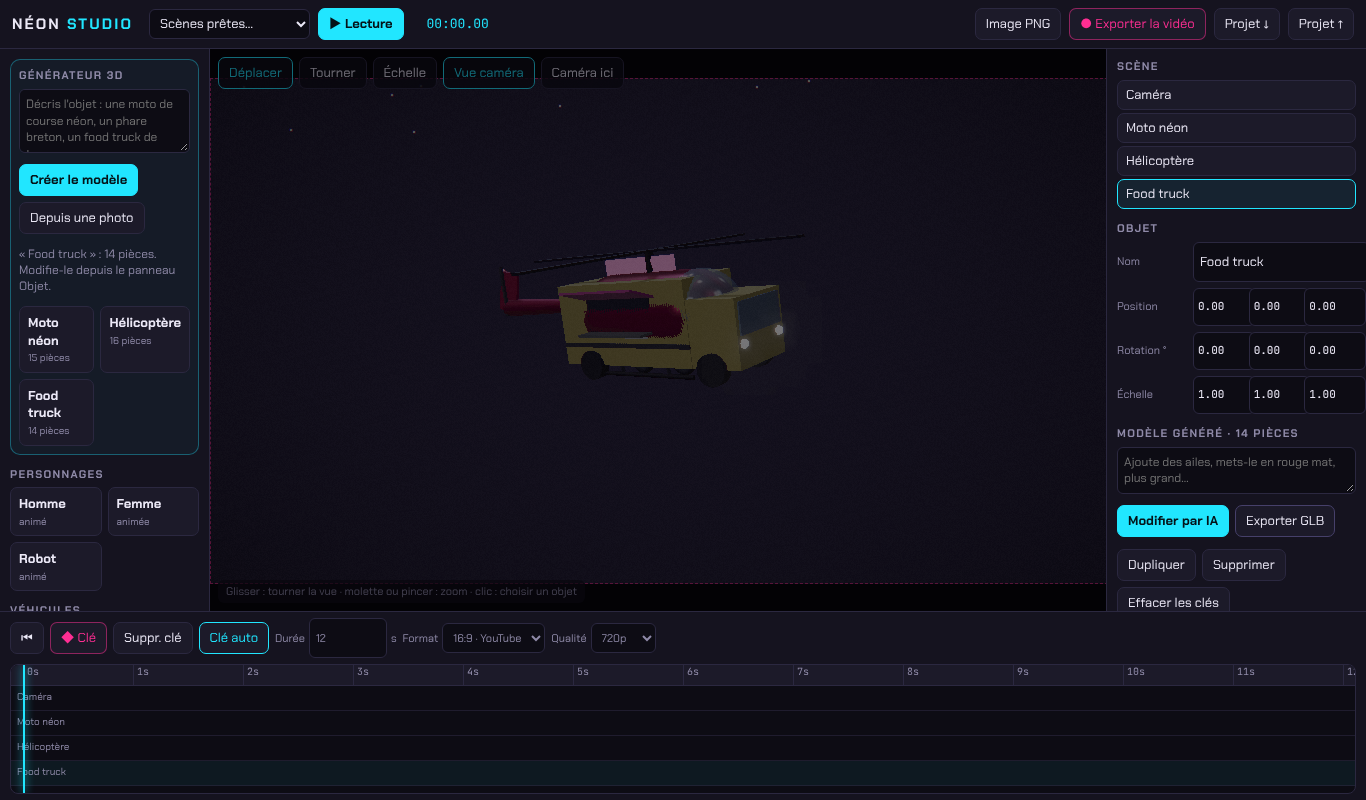 NÉON STUDIO
Scènes prêtes...
▶ Lecture
00:00.00
Image PNG
Exporter la vidéo
Projet ↓
Projet ↑
GÉNÉRATEUR 3D
Décris l'objet : une moto de
course néon, un phare
breton, un food truck de
Créer le modèle
Depuis une photo
« Food truck » : 14 pièces.
Modifie-le depuis le panneau
Objet.
Moto
néon
15 pièces
Hélicoptère
16 pièces
Food
truck
14 pièces
PERSONNAGES
Homme
animé
Femme
animée
Robot
animé
VÉHICULES
Déplacer
Tourner
Échelle
Vue caméra
Caméra ici
Glisser : tourner la vue · molette ou pincer : zoom · clic : choisir un objet
SCÈNE
Caméra
Moto néon
Hélicoptère
Food truck
OBJET
Nom
Food truck
Position
0.00 0.00 0.00
Rotation °
0.00 0.00 0.00
Échelle
1.00 1.00 1.00
MODÈLE GÉNÉRÉ · 14 PIÈCES
Ajoute des ailes, mets-le en rouge mat,
plus grand...
Modifier par IA
Exporter GLB
Dupliquer
Supprimer
Effacer les clés
⏮
◆ Clé
Suppr. clé
Clé auto
Durée
12
s
Format
16:9 · YouTube
Qualité
720p
0s 1s 2s 3s 4s 5s 6s 7s 8s 9s 10s 11s
Caméra
Moto néon
Hélicoptère
Food truck